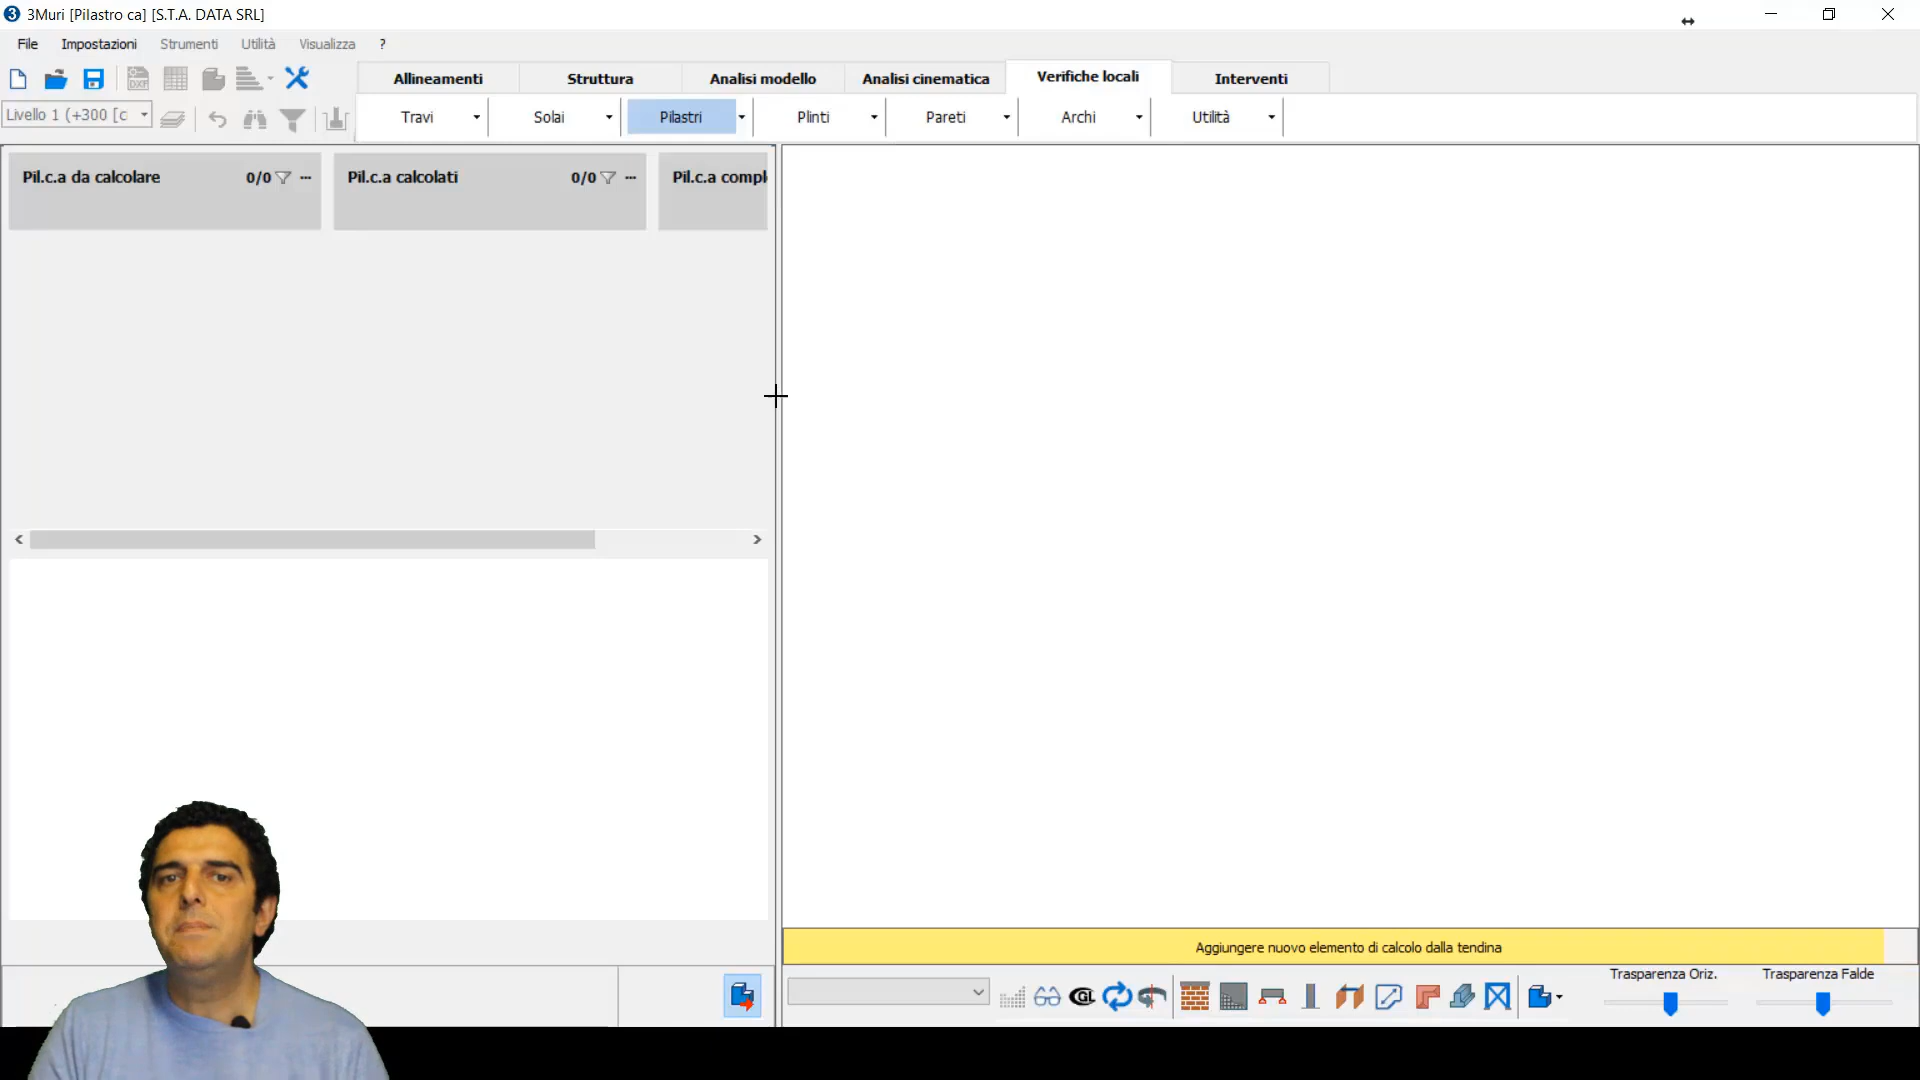 3Muri [Pilastro ca] [S.T.A. DATA SRL]
File Impostazioni Strumenti Utilità Visualizza ?
DXF
Allineamenti Struttura Analisi modello Analisi cinematica Verifiche locali Interventi
Livello 1 (+300 [c
Travi Solai Pilastri Plinti Pareti Archi Utilità
Pil.c.a da calcolare 0/0 ...
Pil.c.a calcolati 0/0 ...
Pil.c.a compl
Aggiungere nuovo elemento di calcolo dalla tendina
GL
Trasparenza Oriz. Trasparenza Falde